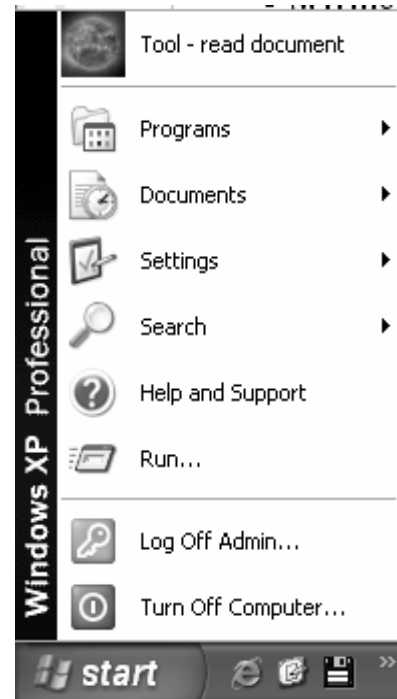 Tool - read document
Programs
Documents
Settings
Search
Help and Support
Run...
Log Off Admin...
Turn Off Computer...
Windows XP Professional
start
»